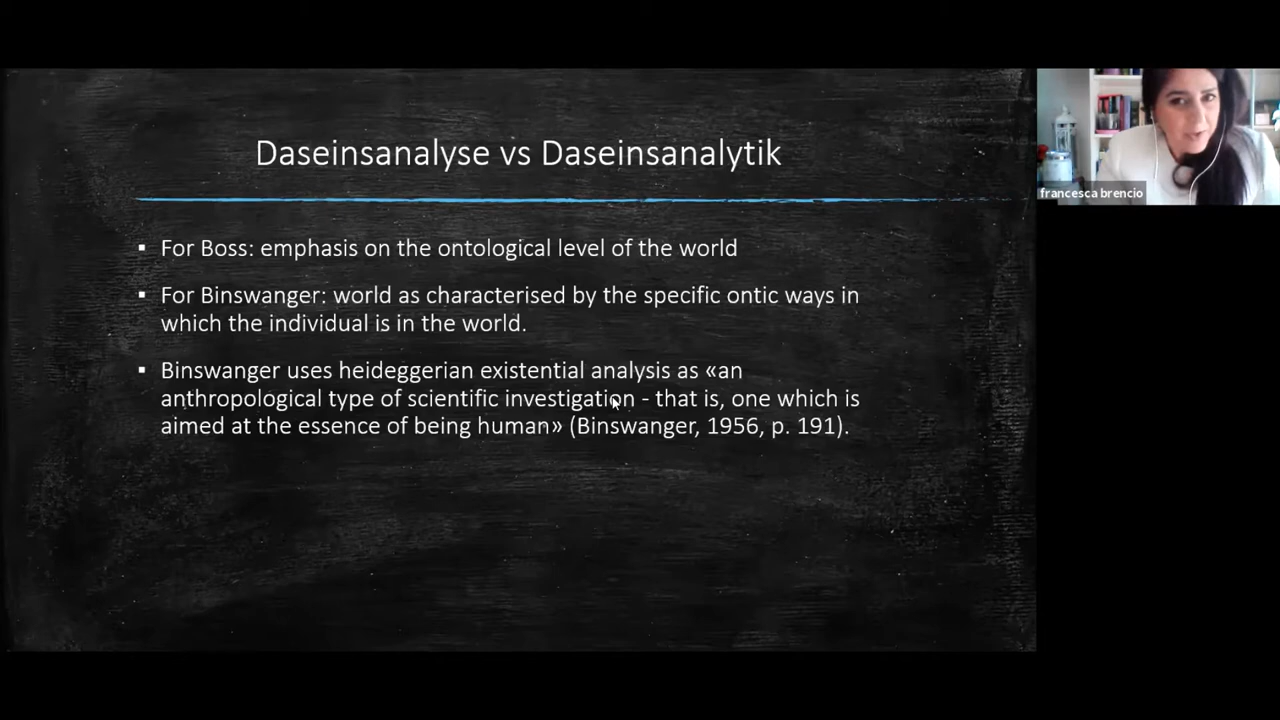 Daseinsanalyse vs Daseinsanalytik
▪ For Boss: emphasis on the ontological level of the world
▪ For Binswanger: world as characterised by the specific ontic ways in
which the individual is in the world.
▪ Binswanger uses heideggerian existential analysis as «an
anthropological type of scientific investigation - that is, one which is
aimed at the essence of being human» (Binswanger, 1956, p. 191).
francesca brencio